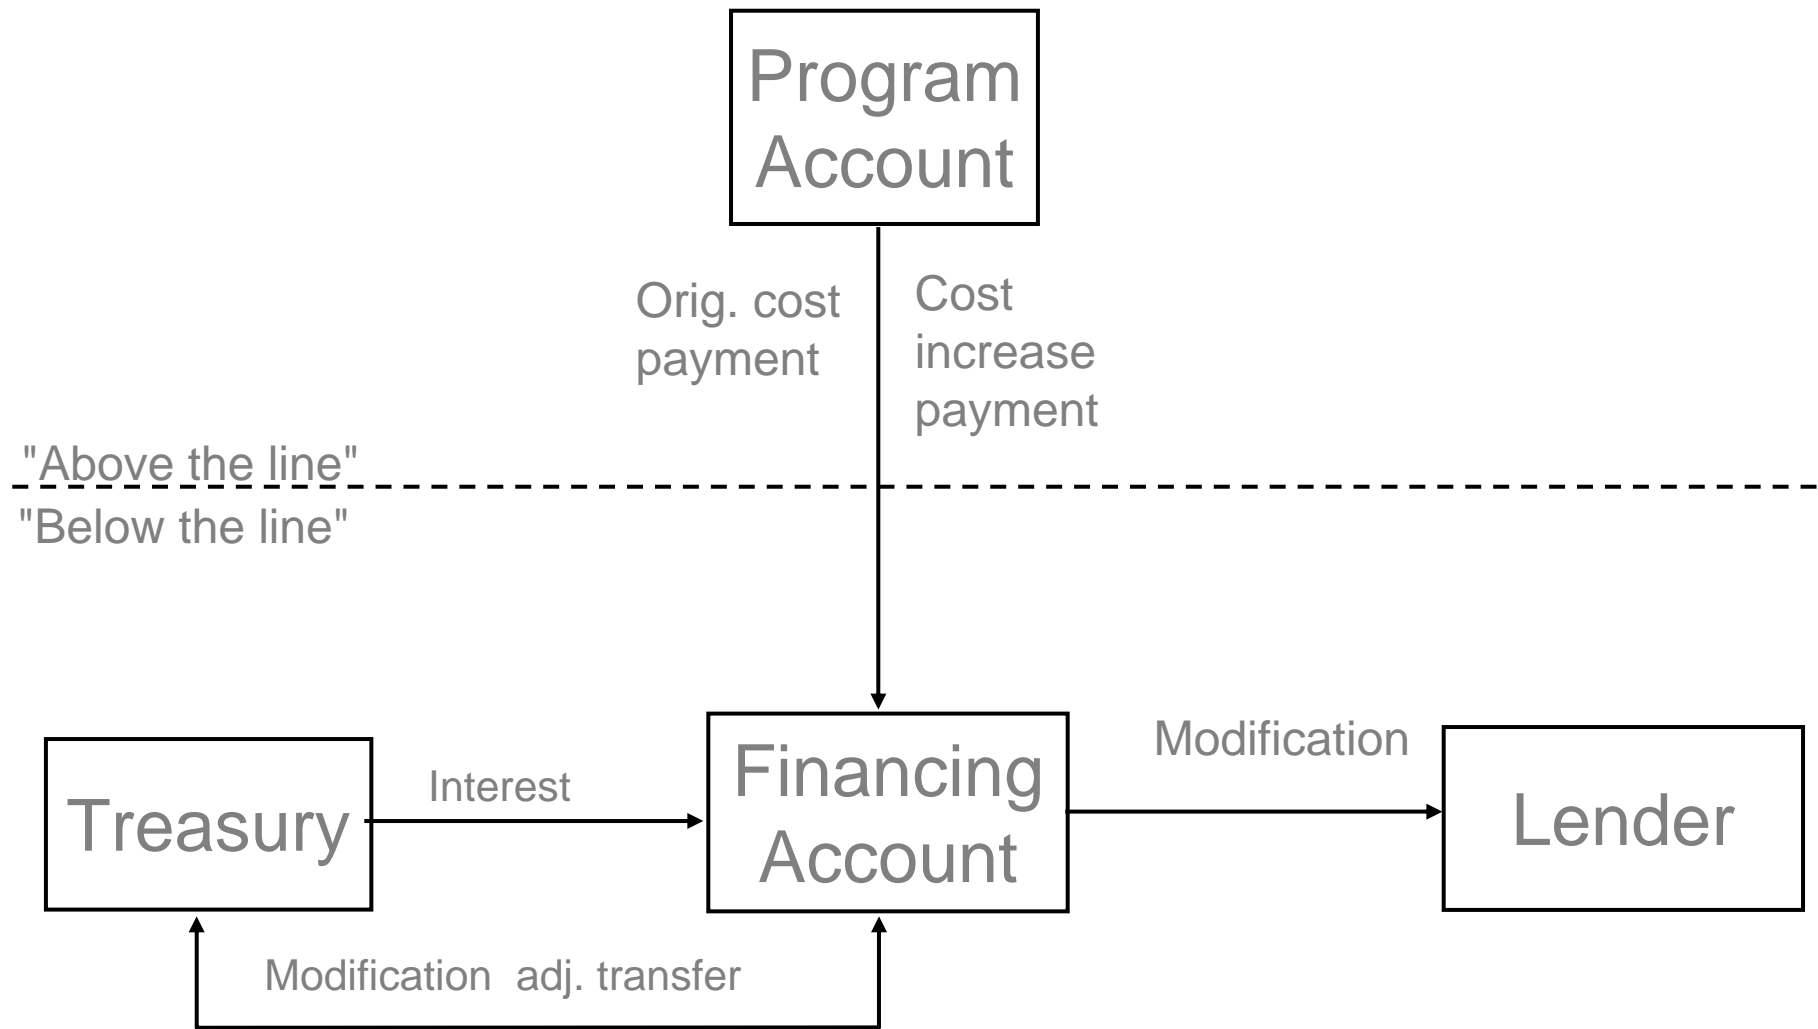 Program
Account
Orig. cost
payment
Cost
increase
payment
"Above the line"
"Below the line"
Treasury
Interest
Financing
Account
Modification
Lender
Modification  adj. transfer